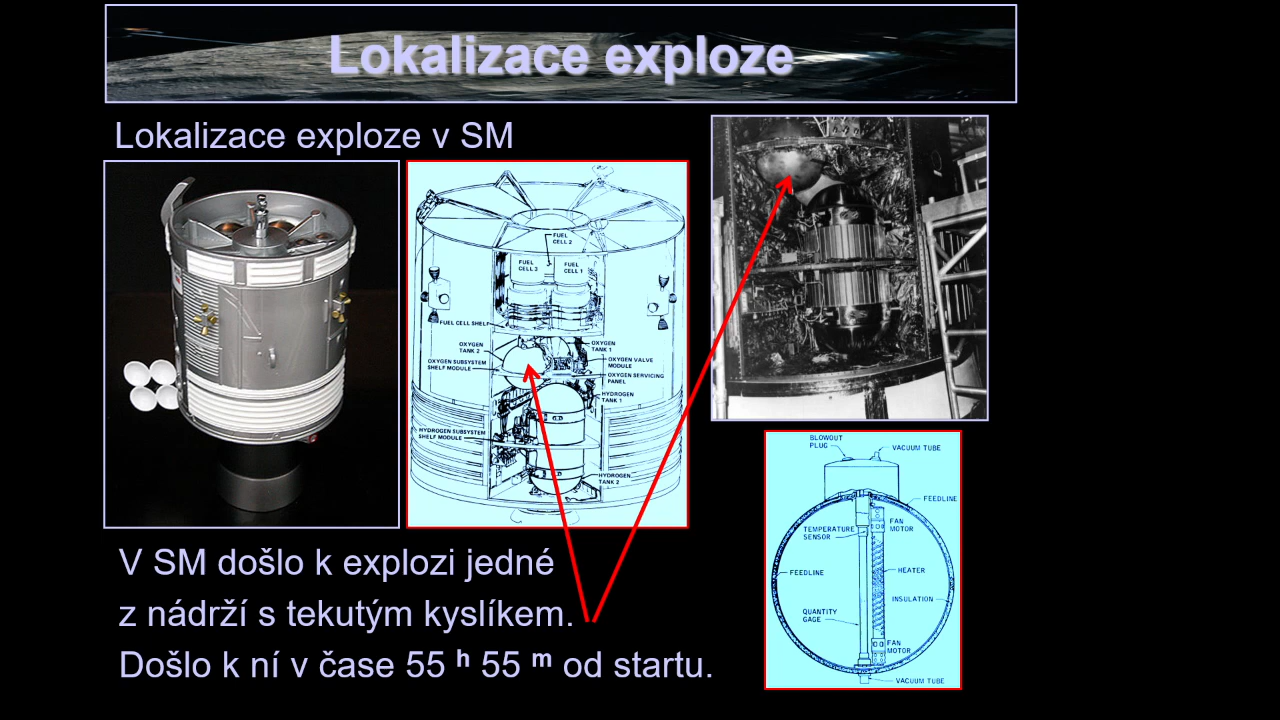 Lokalizace exploze
Lokalizace exploze v SM
FUEL
CELL 2
FUEL
CELL 3
FUEL
CELL 1
FUEL CELL SHELF
OXYGEN
TANK 2
OXYGEN
TANK 1
OXYGEN SUBSYSTEM
SHELF MODULE
OXYGEN VALVE
MODULE
OXYGEN SERVICING
PANEL
HYDROGEN
TANK 1
HYDROGEN SUBSYSTEM
SHELF MODULE
HYDROGEN
TANK 2
BLOWOUT
PLUG
VACUUM TUBE
FEEDLINE
FAN
MOTOR
TEMPERATURE
SENSOR
FEEDLINE
HEATER
INSULATION
QUANTITY
GAGE
FAN
MOTOR
VACUUM TUBE
V SM došlo k explozi jedné
z nádrží s tekutým kyslíkem.
Došlo k ní v čase 55 h 55 m od startu.